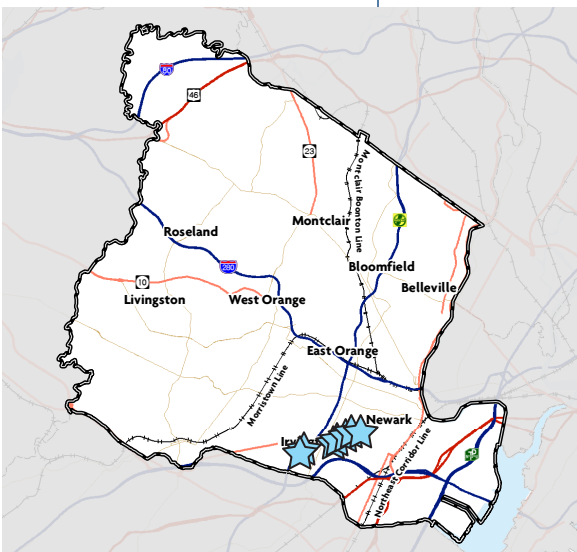 80
46
23
Montclair Boonton Line
Montclair
Roseland
Bloomfield
280
10
Belleville
Livingston
West Orange
East Orange
Morristown Line
Newark
Northeast Corridor Line